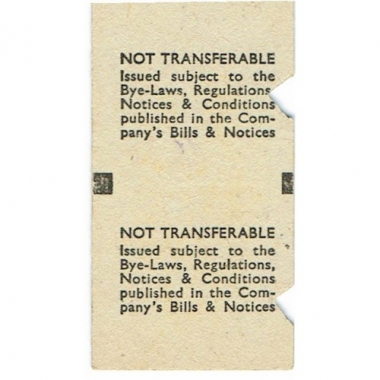 NOT TRANSFERABLE
Issued subject to the
Bye-Laws, Regulations,
Notices & Conditions
published in the Com-
pany's Bills & Notices
NOT TRANSFERABLE
Issued subject to the
Bye-Laws, Regulations,
Notices & Conditions
published in the Com-
pany's Bills & Notices